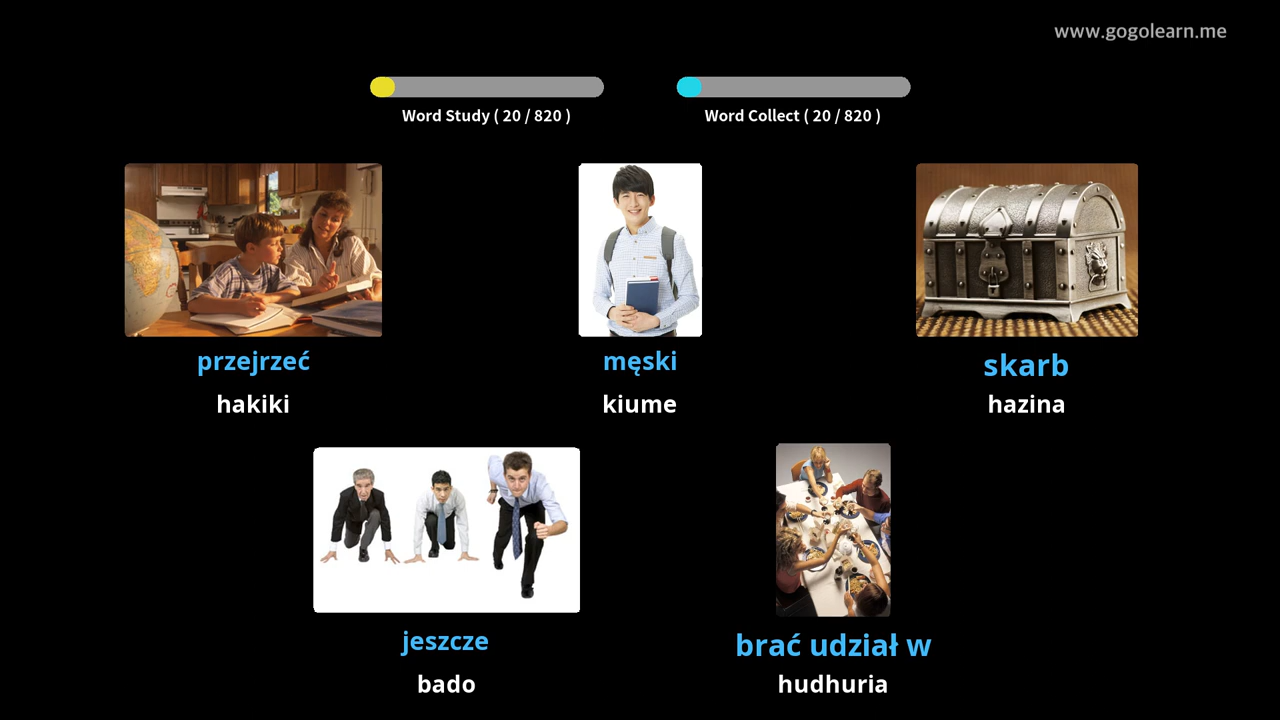 www.gogolearn.me
Word Study ( 20 / 820 )
Word Collect ( 20 / 820 )
przejrzeć
hakiki
męski
kiume
skarb
hazina
jeszcze
bado
brać udział w
hudhuria